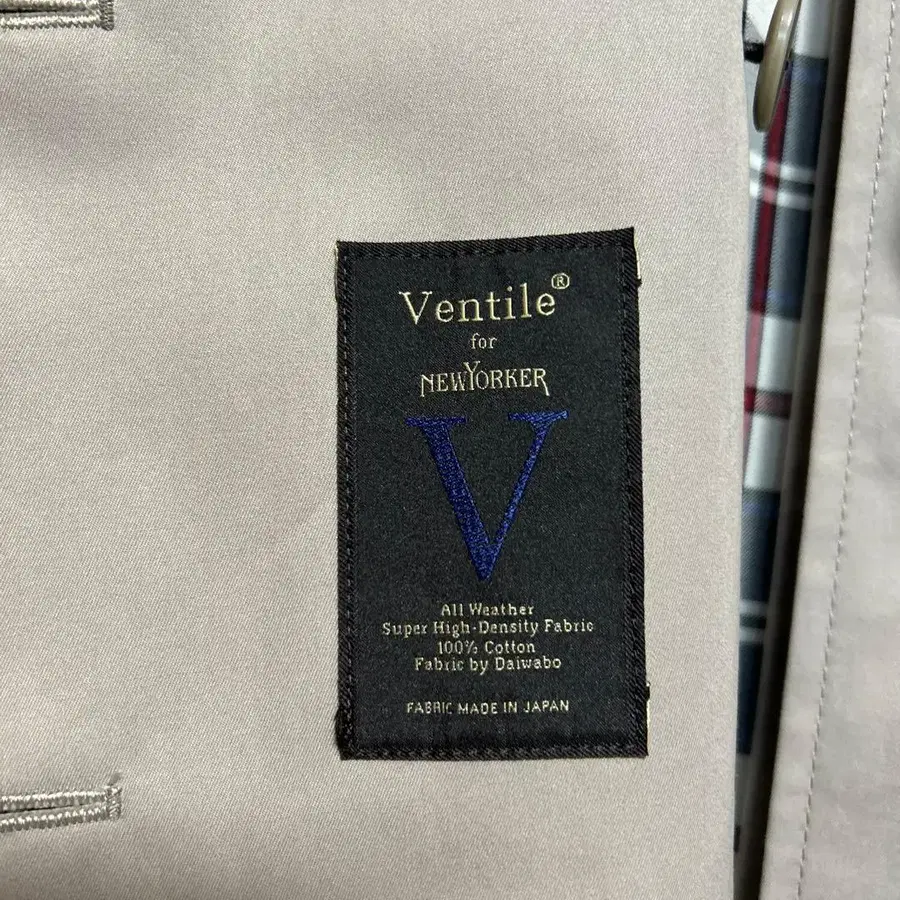 Ventile®
for
NEWYORKER
V
All Weather
Super High-Density Fabric
100% Cotton
Fabric by Daiwabo
FABRIC MADE IN JAPAN